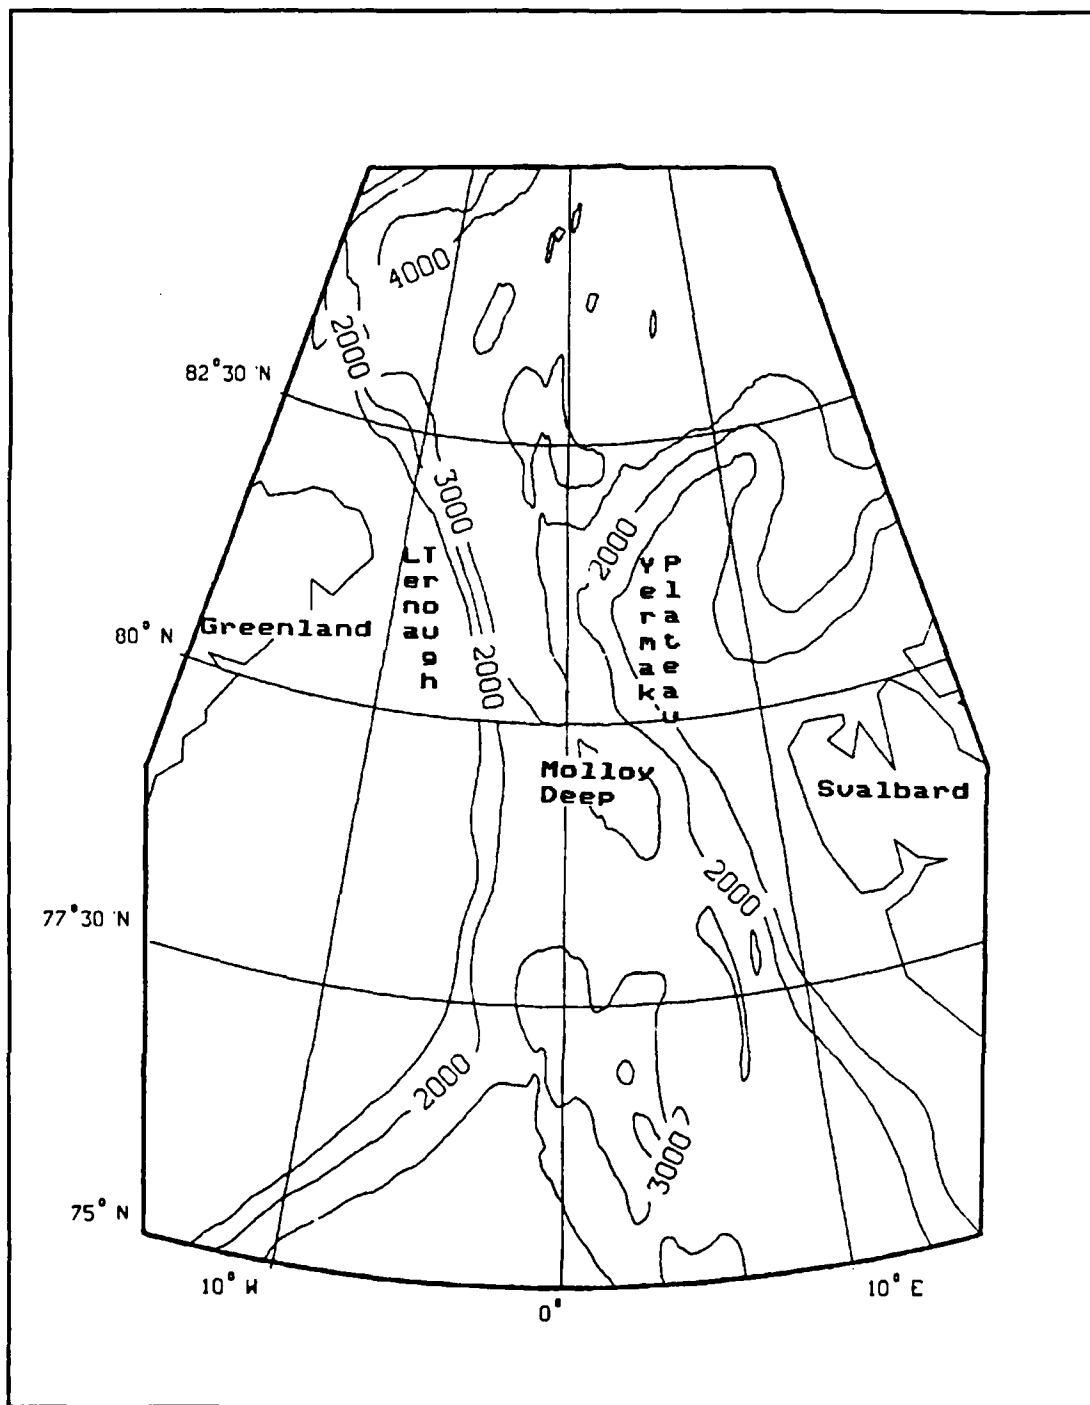 4000
2000
82°30'N
3000
2000
Lena
Trough
Yermak
Plateau
80° N
Greenland
2000
Molloy
Deep
Svalbard
2000
77°30'N
2000
3000
75° N
10° W
0°
10° E